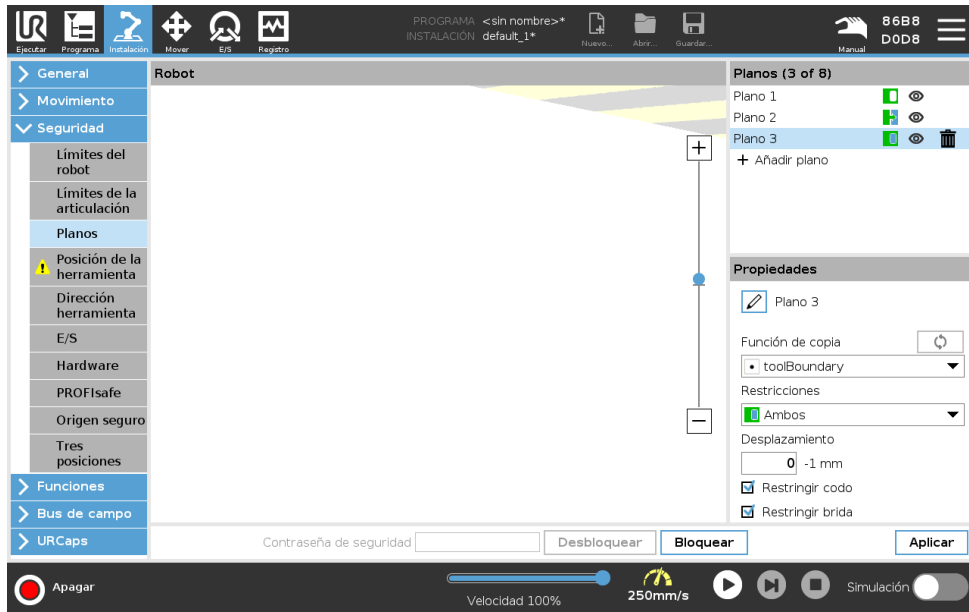 PROGRAMA <sin nombre>*
INSTALACIÓN default_1*
Ejecutar Programa Instalación Mover E/S Registro
Nuevo... Abrir... Guardar...
Manual
86B8
D0D8
General
Movimiento
Seguridad
Límites del
robot
Límites de la
articulación
Planos
Posición de la
herramienta
Dirección
herramienta
E/S
Hardware
PROFIsafe
Origen seguro
Tres
posiciones
Funciones
Bus de campo
URCaps
Robot
+
−
Planos (3 of 8)
Plano 1
Plano 2
Plano 3
+ Añadir plano
Propiedades
Plano 3
Función de copia
toolBoundary
Restricciones
Ambos
Desplazamiento
0 -1 mm
Restringir codo
Restringir brida
Contraseña de seguridad Desbloquear Bloquear Aplicar
Apagar
Velocidad 100%
250mm/s
Simulación